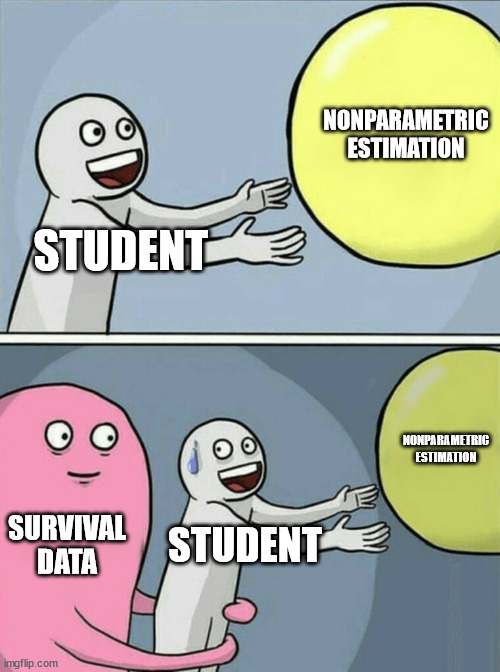 NONPARAMETRIC
ESTIMATION
STUDENT
NONPARAMETRIC
ESTIMATION
SURVIVAL
DATA
STUDENT
imgflip.com